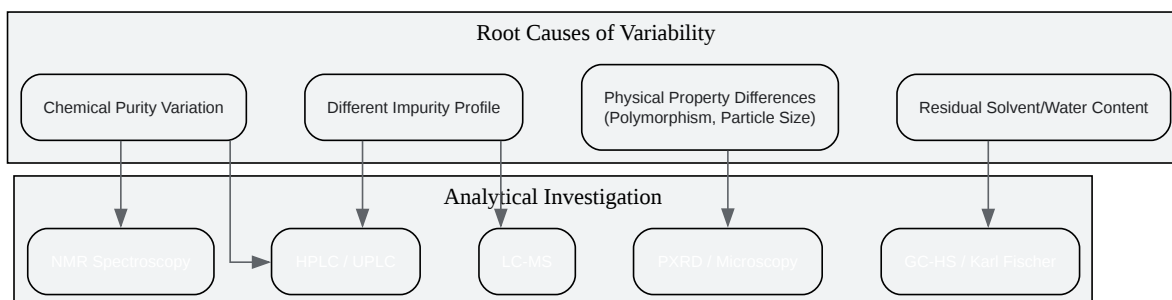 Root Causes of Variability
Chemical Purity Variation
Different Impurity Profile
Physical Property Differences
(Polymorphism, Particle Size)
Residual Solvent/Water Content
Analytical Investigation
NMR Spectroscopy
HPLC / UPLC
LC-MS
PXRD / Microscopy
GC-HS / Karl Fischer